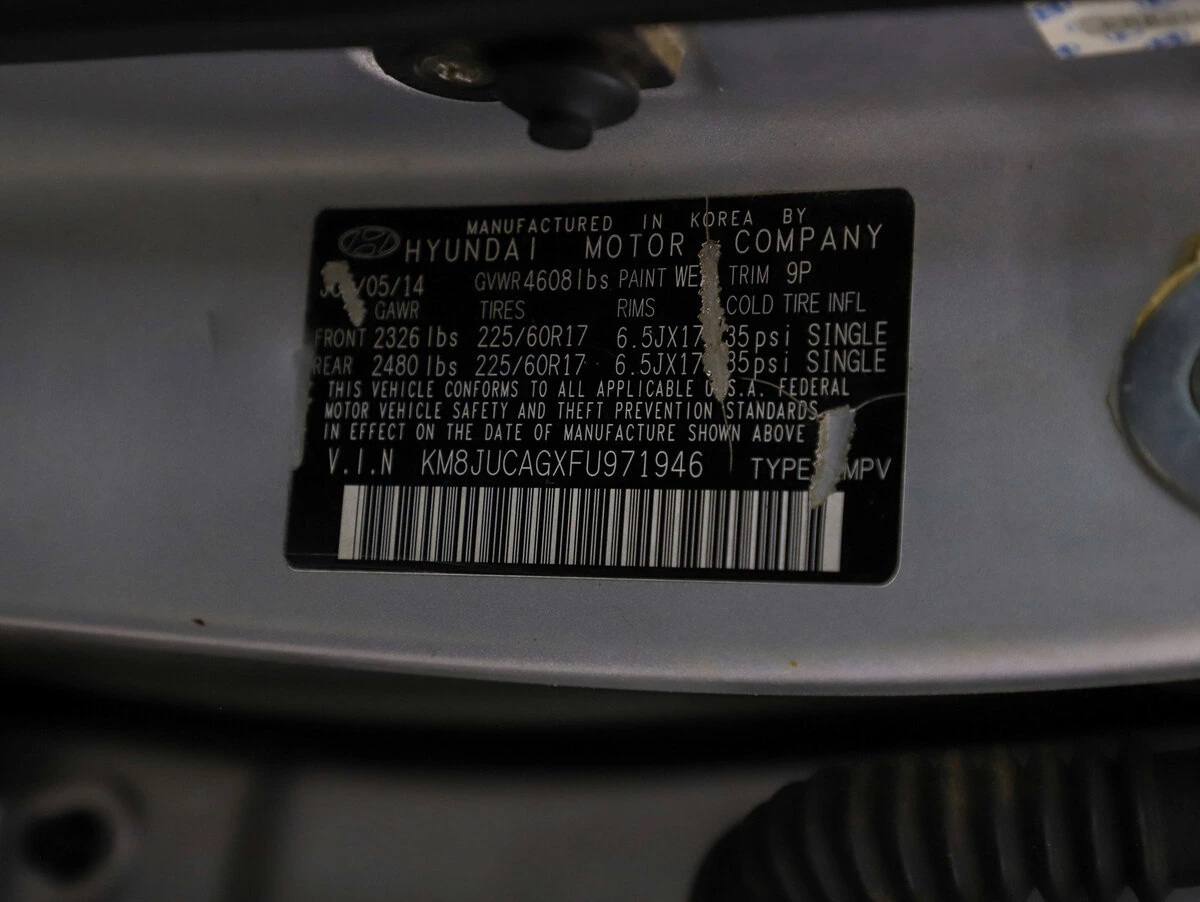 MANUFACTURED IN KOREA BY
HYUNDAI MOTOR COMPANY
/05/14 GVWR 4608lbs PAINT TRIM 9P
GAWR TIRES RIMS COLD TIRE INFL
FRONT 2326 lbs 225/60R17 6.5JX17 35psi SINGLE
REAR 2480 lbs 225/60R17 6.5JX17 35psi SINGLE
THIS VEHICLE CONFORMS TO ALL APPLICABLE U.S.A. FEDERAL
MOTOR VEHICLE SAFETY AND THEFT PREVENTION STANDARDS
IN EFFECT ON THE DATE OF MANUFACTURE SHOWN ABOVE
V.I.N KM8JUCAGXFU971946 TYPE MPV